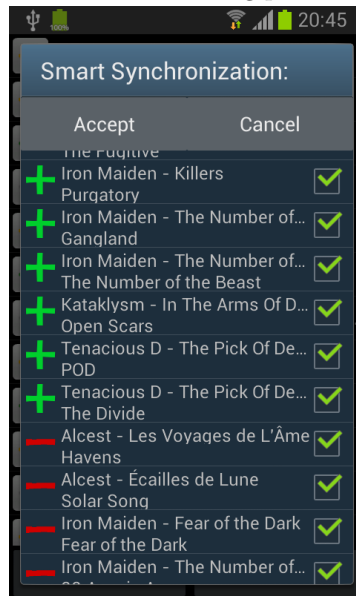 100%
20:45
Smart Synchronization:
Accept Cancel
The Fugitive
Iron Maiden - Killers
Purgatory
Iron Maiden - The Number of...
Gangland
Iron Maiden - The Number of...
The Number of the Beast
Kataklysm - In The Arms Of D...
Open Scars
Tenacious D - The Pick Of De...
POD
Tenacious D - The Pick Of De...
The Divide
Alcest - Les Voyages de L'Âme
Havens
Alcest - Écailles de Lune
Solar Song
Iron Maiden - Fear of the Dark
Fear of the Dark
Iron Maiden - The Number of...